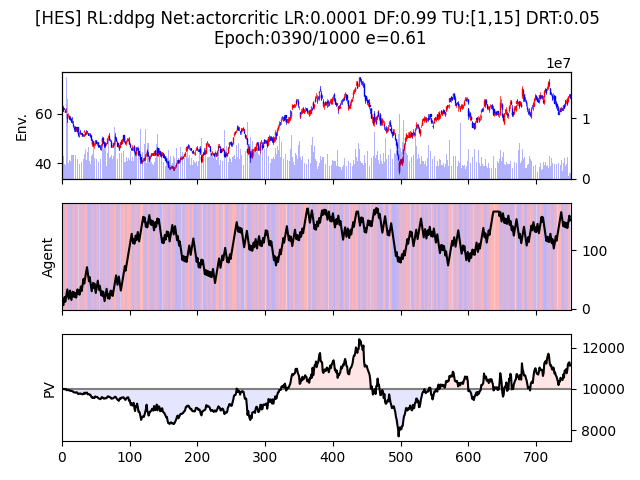 [HES] RL:ddpg Net:actorcritic LR:0.0001 DF:0.99 TU:[1,15] DRT:0.05
Epoch:0390/1000 e=0.61
1e7
Env.
60
40
1
0
Agent
100
0
PV
12000
10000
8000
0 100 200 300 400 500 600 700